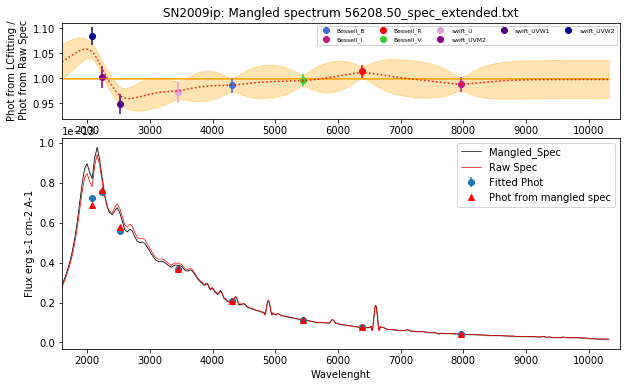 SN2009ip: Mangled spectrum 56208.50_spec_extended.txt
Phot from LCfitting /
Phot from Raw Spec
1.10
1.05
1.00
0.95
Bessell_B
Bessell_I
Bessell_R
Bessell_V
swift_U
swift_UVM2
swift_UVW1
swift_UVW2
2000 3000 4000 5000 6000 7000 8000 9000 10000
1e−13
Flux erg s-1 cm-2 A-1
1.0
0.8
0.6
0.4
0.2
0.0
Mangled_Spec
Raw Spec
Fitted Phot
Phot from mangled spec
2000 3000 4000 5000 6000 7000 8000 9000 10000
Wavelenght